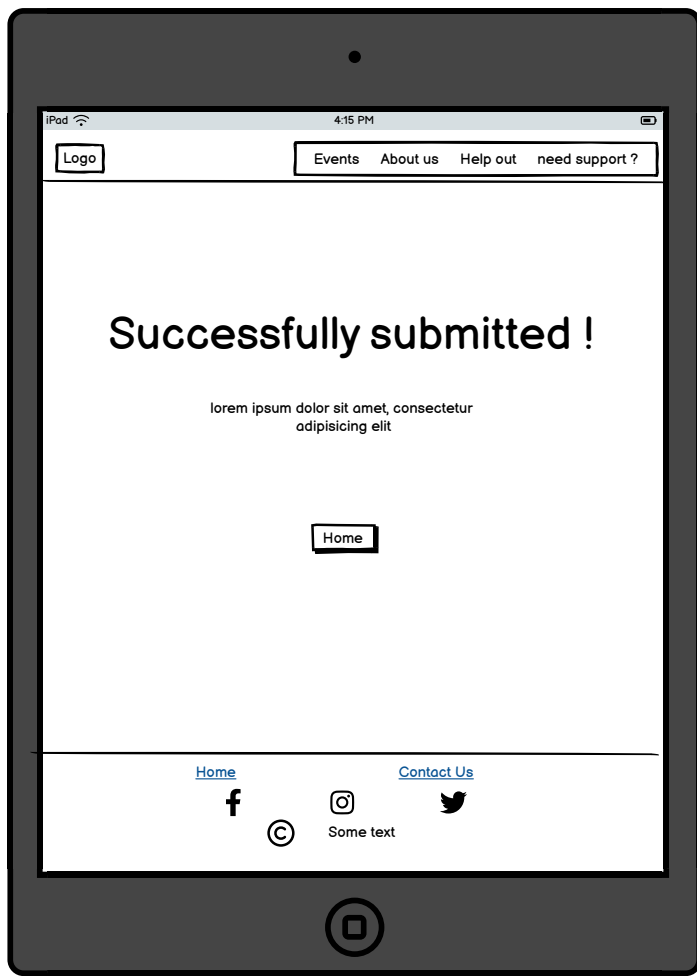 iPad 4:15 PM
Logo Events About us Help out need support ?
Successfully submitted !
lorem ipsum dolor sit amet, consectetur
adipisicing elit
Home
Home Contact Us
© Some text